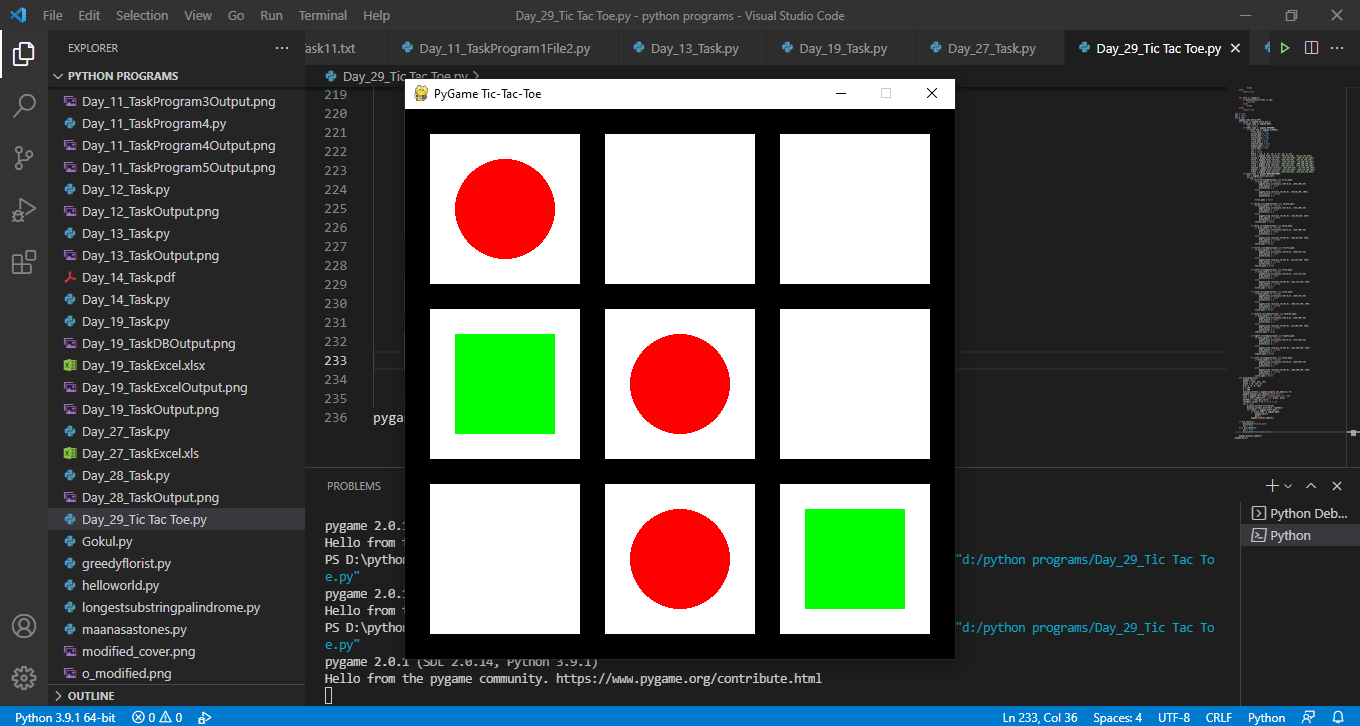 File Edit Selection View Go Run Terminal Help
Day_29_Tic Tac Toe.py - python programs - Visual Studio Code
EXPLORER
PYTHON PROGRAMS
Day_11_TaskProgram3Output.png
Day_11_TaskProgram4.py
Day_11_TaskProgram4Output.png
Day_11_TaskProgram5Output.png
Day_12_Task.py
Day_12_TaskOutput.png
Day_13_Task.py
Day_13_TaskOutput.png
Day_14_Task.pdf
Day_14_Task.py
Day_19_Task.py
Day_19_TaskDBOutput.png
Day_19_TaskExcel.xlsx
Day_19_TaskExcelOutput.png
Day_19_TaskOutput.png
Day_27_Task.py
Day_27_TaskExcel.xls
Day_28_Task.py
Day_28_TaskOutput.png
Day_29_Tic Tac Toe.py
Gokul.py
greedyflorist.py
helloworld.py
longestsubstringpalindrome.py
maanasastones.py
modified_cover.png
o_modified.png
OUTLINE
ask11.txt Day_11_TaskProgram1File2.py Day_13_Task.py Day_19_Task.py Day_27_Task.py Day_29_Tic Tac Toe.py
Day_29_Tic Tac Toe.py
PyGame Tic-Tac-Toe
219
220
221
222
223
224
225
226
227
228
229
230
231
232
233
234
235
236 pyga
PROBLEMS
pygame 2.0.1
Hello from
PS D:\python "d:/python programs/Day_29_Tic Tac To
e.py"
pygame 2.0.1
Hello from
PS D:\python "d:/python programs/Day_29_Tic Tac To
e.py"
pygame 2.0.1 (SDL 2.0.14, Python 3.9.1)
Hello from the pygame community. https://www.pygame.org/contribute.html
Python Deb...
Python
Python 3.9.1 64-bit 0 0 Ln 233, Col 36 Spaces: 4 UTF-8 CRLF Python